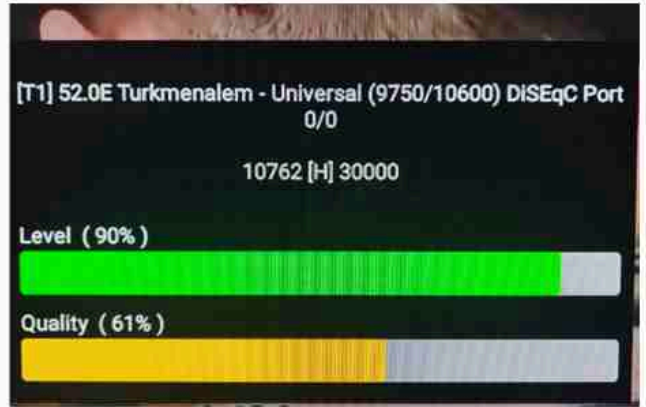 [T1] 52.0E Turkmenalem - Universal (9750/10600) DiSEqC Port
0/0
10762 [H] 30000
Level ( 90% )
Quality ( 61% )